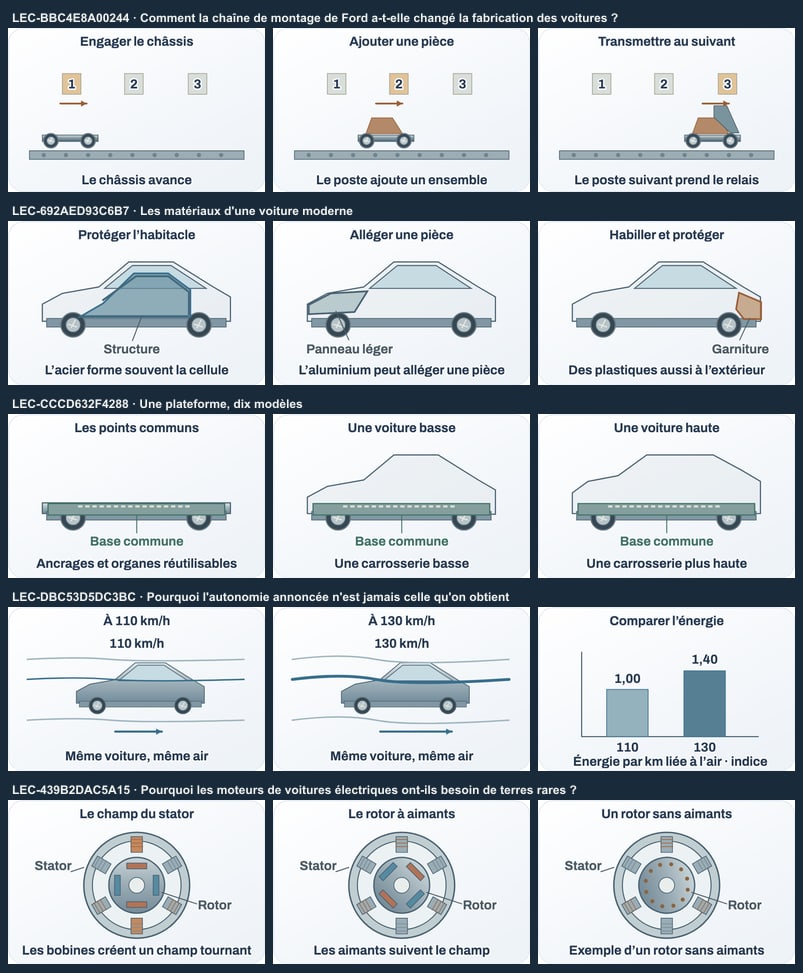 LEC-BBC4E8A00244 · Comment la chaîne de montage de Ford a-t-elle changé la fabrication des voitures ?
Engager le châssis
1 2 3
Le châssis avance
Ajouter une pièce
1 2 3
Le poste ajoute un ensemble
Transmettre au suivant
1 2 3
Le poste suivant prend le relais
LEC-692AED93C6B7 · Les matériaux d'une voiture moderne
Protéger l’habitacle
Structure
L’acier forme souvent la cellule
Alléger une pièce
Panneau léger
L’aluminium peut alléger une pièce
Habiller et protéger
Garniture
Des plastiques aussi à l’extérieur
LEC-CCCD632F4288 · Une plateforme, dix modèles
Les points communs
Base commune
Ancrages et organes réutilisables
Une voiture basse
Base commune
Une carrosserie basse
Une voiture haute
Base commune
Une carrosserie plus haute
LEC-DBC53D5DC3BC · Pourquoi l'autonomie annoncée n'est jamais celle qu'on obtient
À 110 km/h
110 km/h
Même voiture, même air
À 130 km/h
130 km/h
Même voiture, même air
Comparer l’énergie
1,40
1,00
110 130
Énergie par km liée à l’air · indice
LEC-439B2DAC5A15 · Pourquoi les moteurs de voitures électriques ont-ils besoin de terres rares ?
Le champ du stator
Stator
Rotor
Les bobines créent un champ tournant
Le rotor à aimants
Stator
Rotor
Les aimants suivent le champ
Un rotor sans aimants
Stator
Rotor
Exemple d’un rotor sans aimants